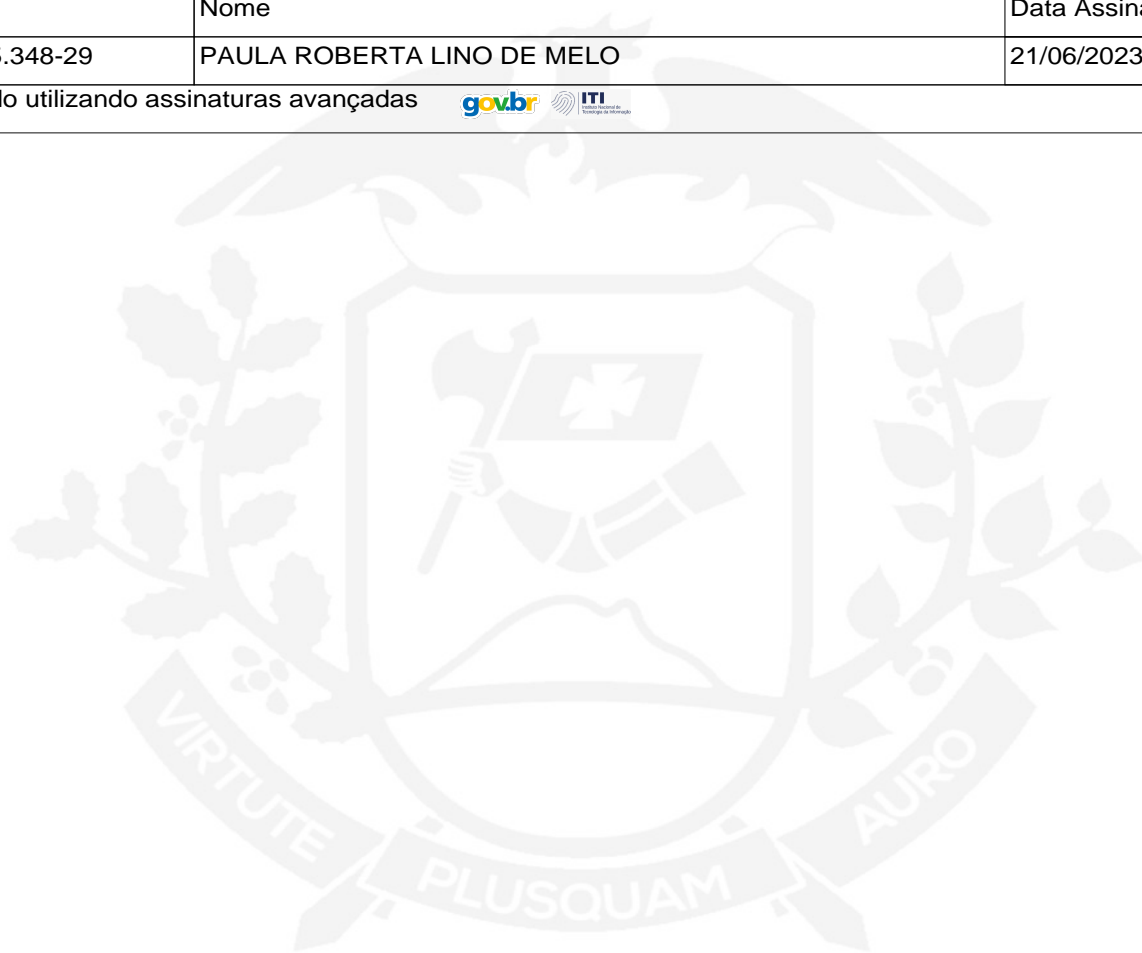 Nome Data Assina
.348-29 PAULA ROBERTA LINO DE MELO 21/06/2023
o utilizando assinaturas avançadas gov.br ITI
VIRTUTE PLUSQUAM AURO